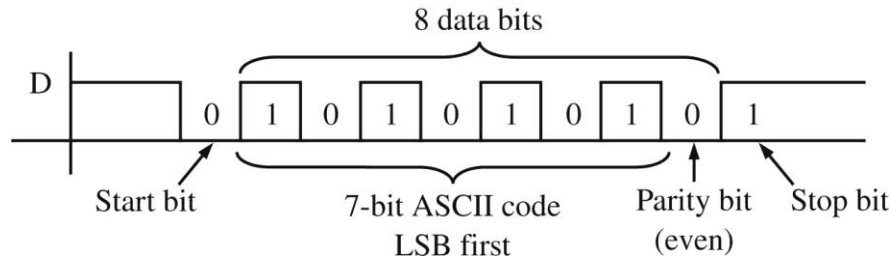 8 data bits
D
0 1 0 1 0 1 0 1 0 1
Start bit
7-bit ASCII code
LSB first
Parity bit
(even)
Stop bit